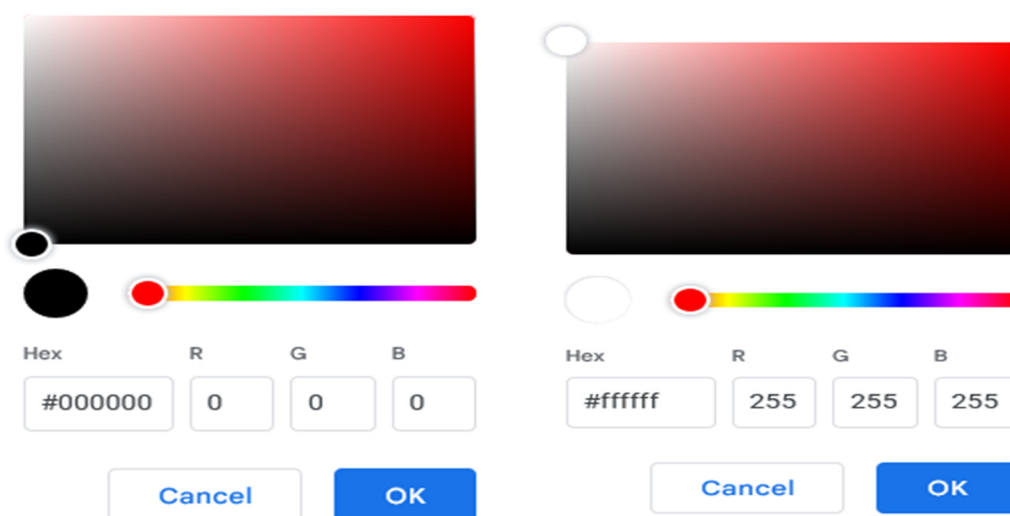 Hex R G B
#000000 0 0 0
Cancel OK
Hex R G B
#ffffff 255 255 255
Cancel OK